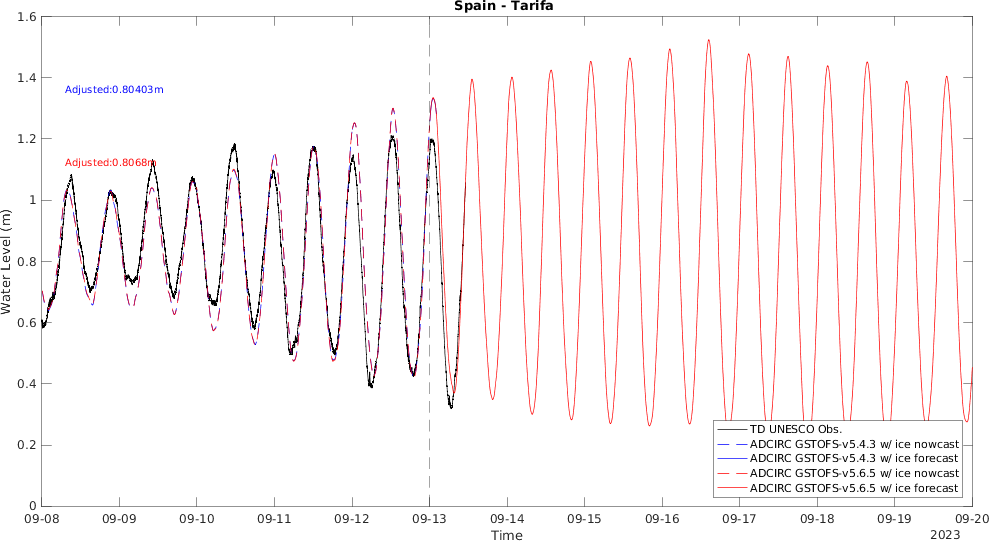 Spain - Tarifa
1.6
1.4
1.2
1
0.8
0.6
0.4
0.2
0
Water Level (m)
Adjusted:0.80403m
Adjusted:0.8068m
TD UNESCO Obs.
ADCIRC GSTOFS-v5.4.3 w/ ice nowcast
ADCIRC GSTOFS-v5.4.3 w/ ice forecast
ADCIRC GSTOFS-v5.6.5 w/ ice nowcast
ADCIRC GSTOFS-v5.6.5 w/ ice forecast
09-08 09-09 09-10 09-11 09-12 09-13 09-14 09-15 09-16 09-17 09-18 09-19 09-20
Time
2023